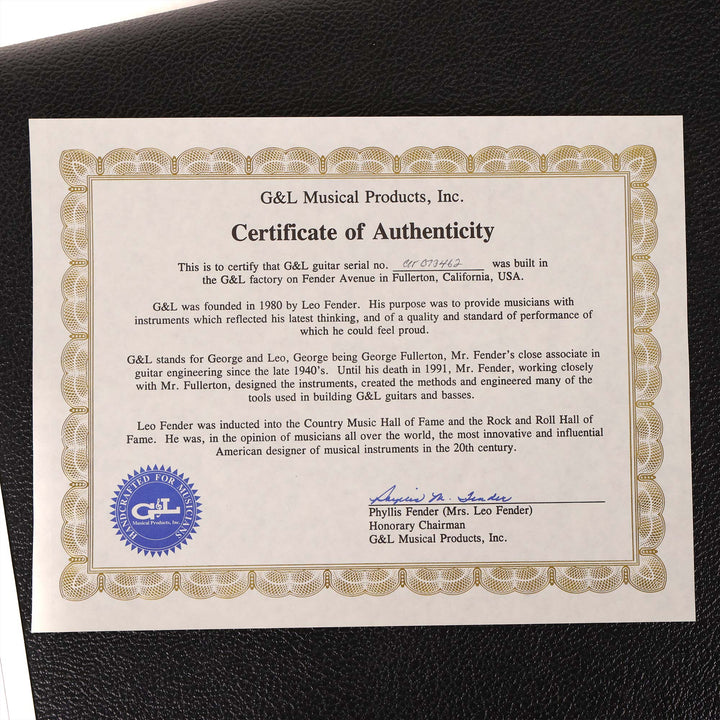 G&L Musical Products, Inc.
Certificate of Authenticity
This is to certify that G&L guitar serial no. CLF 073462 was built in
the G&L factory on Fender Avenue in Fullerton, California, USA.
G&L was founded in 1980 by Leo Fender. His purpose was to provide musicians with
instruments which reflected his latest thinking, and of a quality and standard of performance of
which he could feel proud.
G&L stands for George and Leo, George being George Fullerton, Mr. Fender's close associate in
guitar engineering since the late 1940's. Until his death in 1991, Mr. Fender, working closely
with Mr. Fullerton, designed the instruments, created the methods and engineered many of the
tools used in building G&L guitars and basses.
Leo Fender was inducted into the Country Music Hall of Fame and the Rock and Roll Hall of
Fame. He was, in the opinion of musicians all over the world, the most innovative and influential
American designer of musical instruments in the 20th century.
HANDCRAFTED FOR MUSICIANS
G&L
Musical Products, Inc.
Phyllis M. Fender
Phyllis Fender (Mrs. Leo Fender)
Honorary Chairman
G&L Musical Products, Inc.